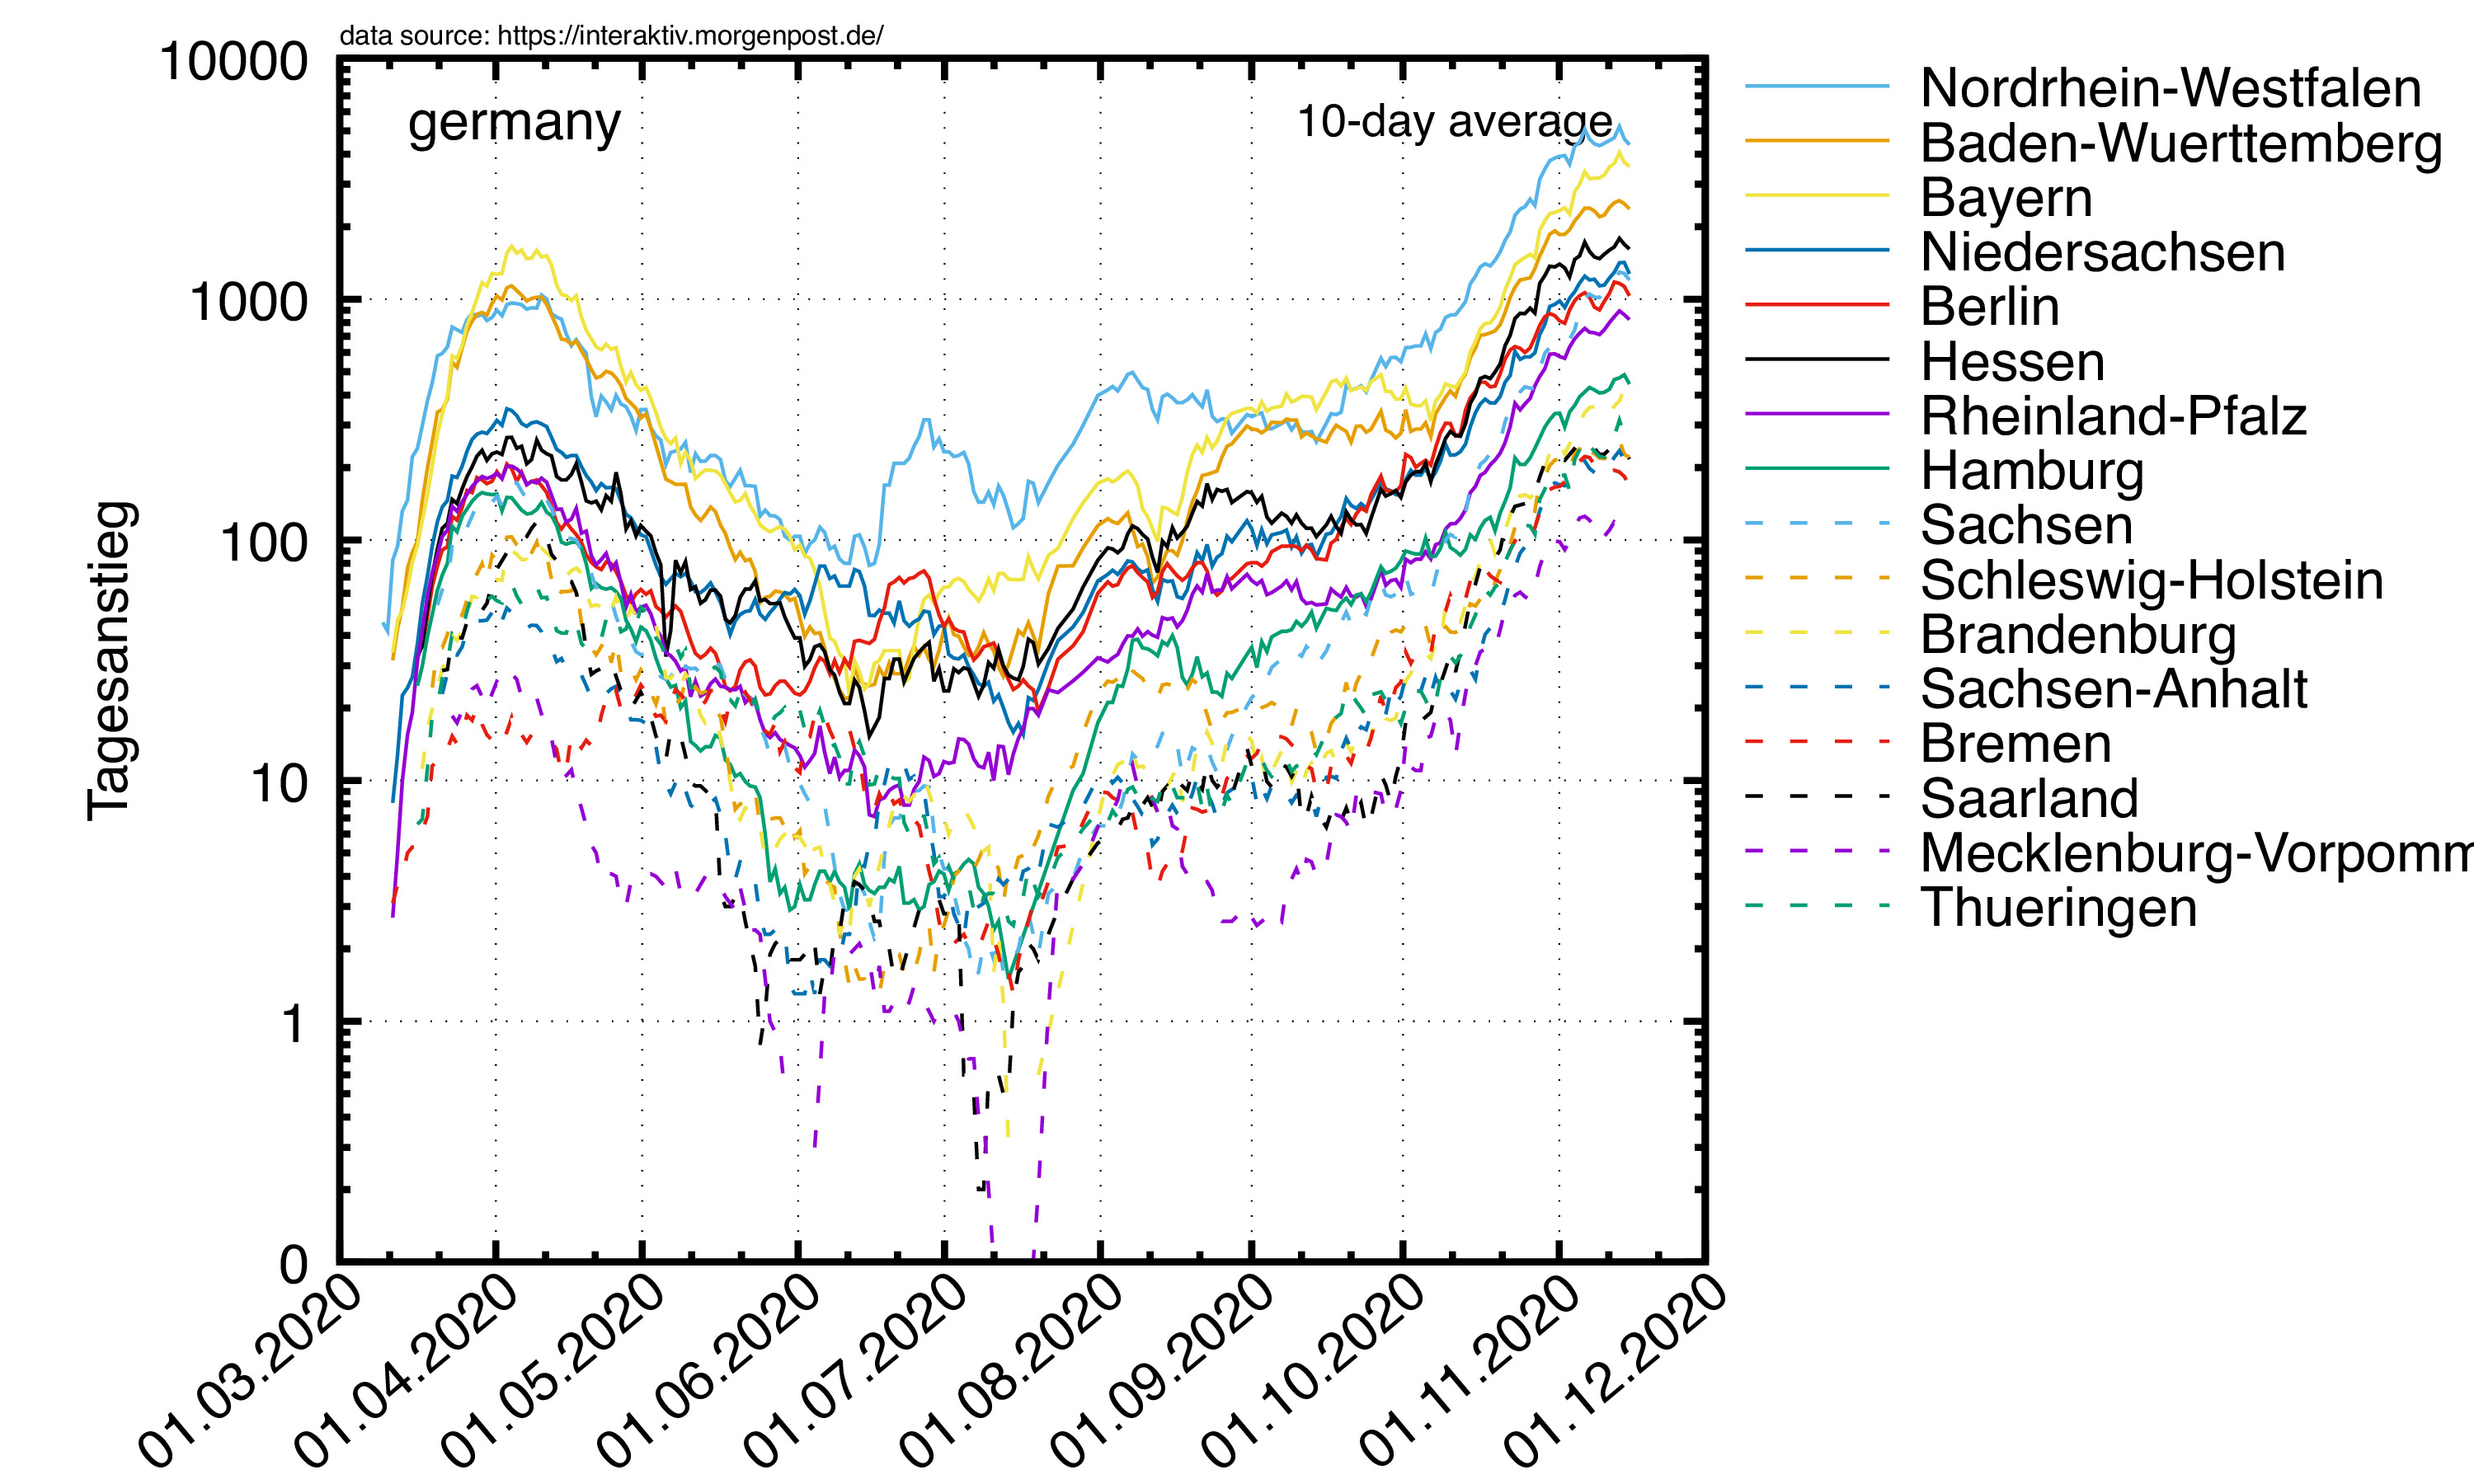 data source: https://interaktiv.morgenpost.de/
10000
1000
100
10
1
0
Tagesanstieg
germany
10-day average
01.03.2020
01.04.2020
01.05.2020
01.06.2020
01.07.2020
01.08.2020
01.09.2020
01.10.2020
01.11.2020
01.12.2020
Nordrhein-Westfalen
Baden-Wuerttemberg
Bayern
Niedersachsen
Berlin
Hessen
Rheinland-Pfalz
Hamburg
Sachsen
Schleswig-Holstein
Brandenburg
Sachsen-Anhalt
Bremen
Saarland
Mecklenburg-Vorpomm
Thueringen